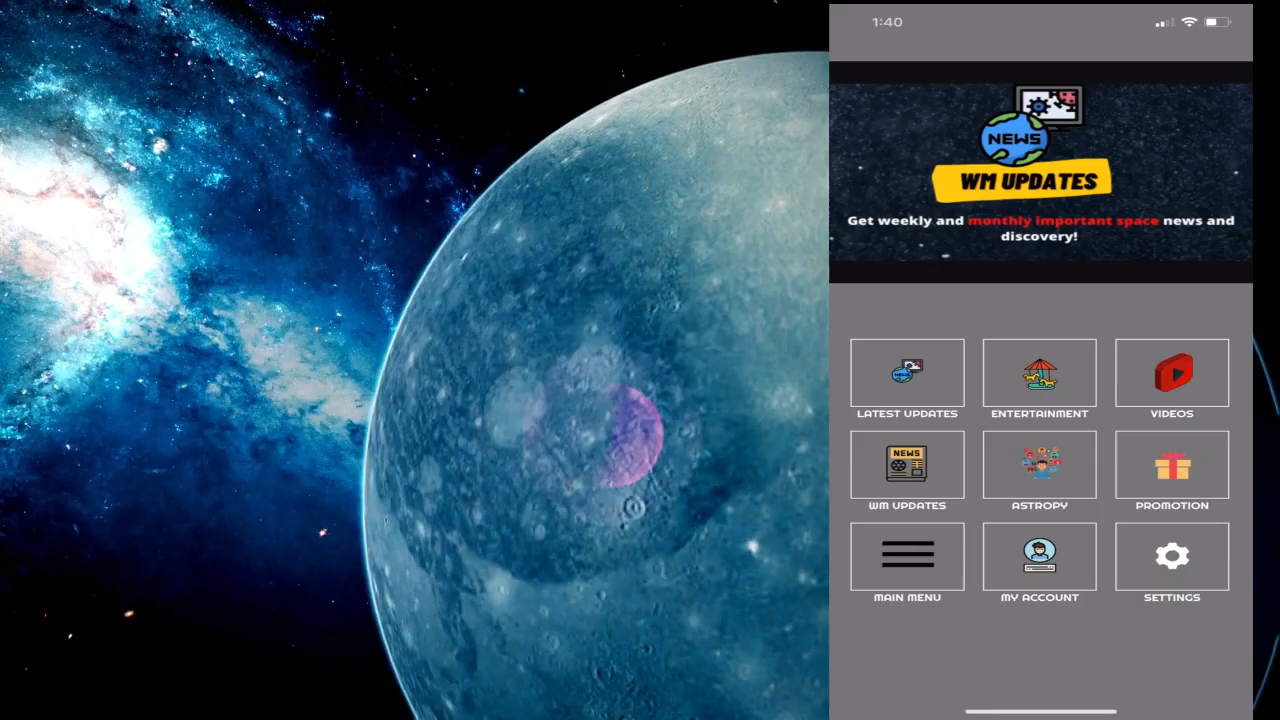 1:40
NEWS
WM UPDATES
Get weekly and monthly important space news and
discovery!
LATEST UPDATES
ENTERTAINMENT
VIDEOS
NEWS
WM UPDATES
ASTROPY
PROMOTION
MAIN MENU
MY ACCOUNT
SETTINGS